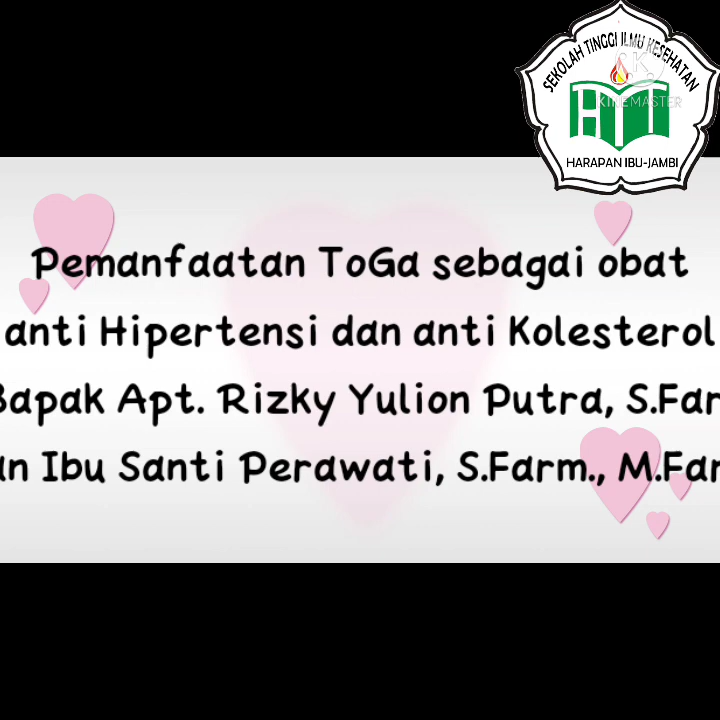 SEKOLAH TINGGI ILMU KESEHATAN
KINEMASTER
HARAPAN IBU-JAMBI
Pemanfaatan ToGa sebagai obat
anti Hipertensi dan anti Kolesterol
Bapak Apt. Rizky Yulion Putra, S.Far
Ibu Santi Perawati, S.Farm., M.Far